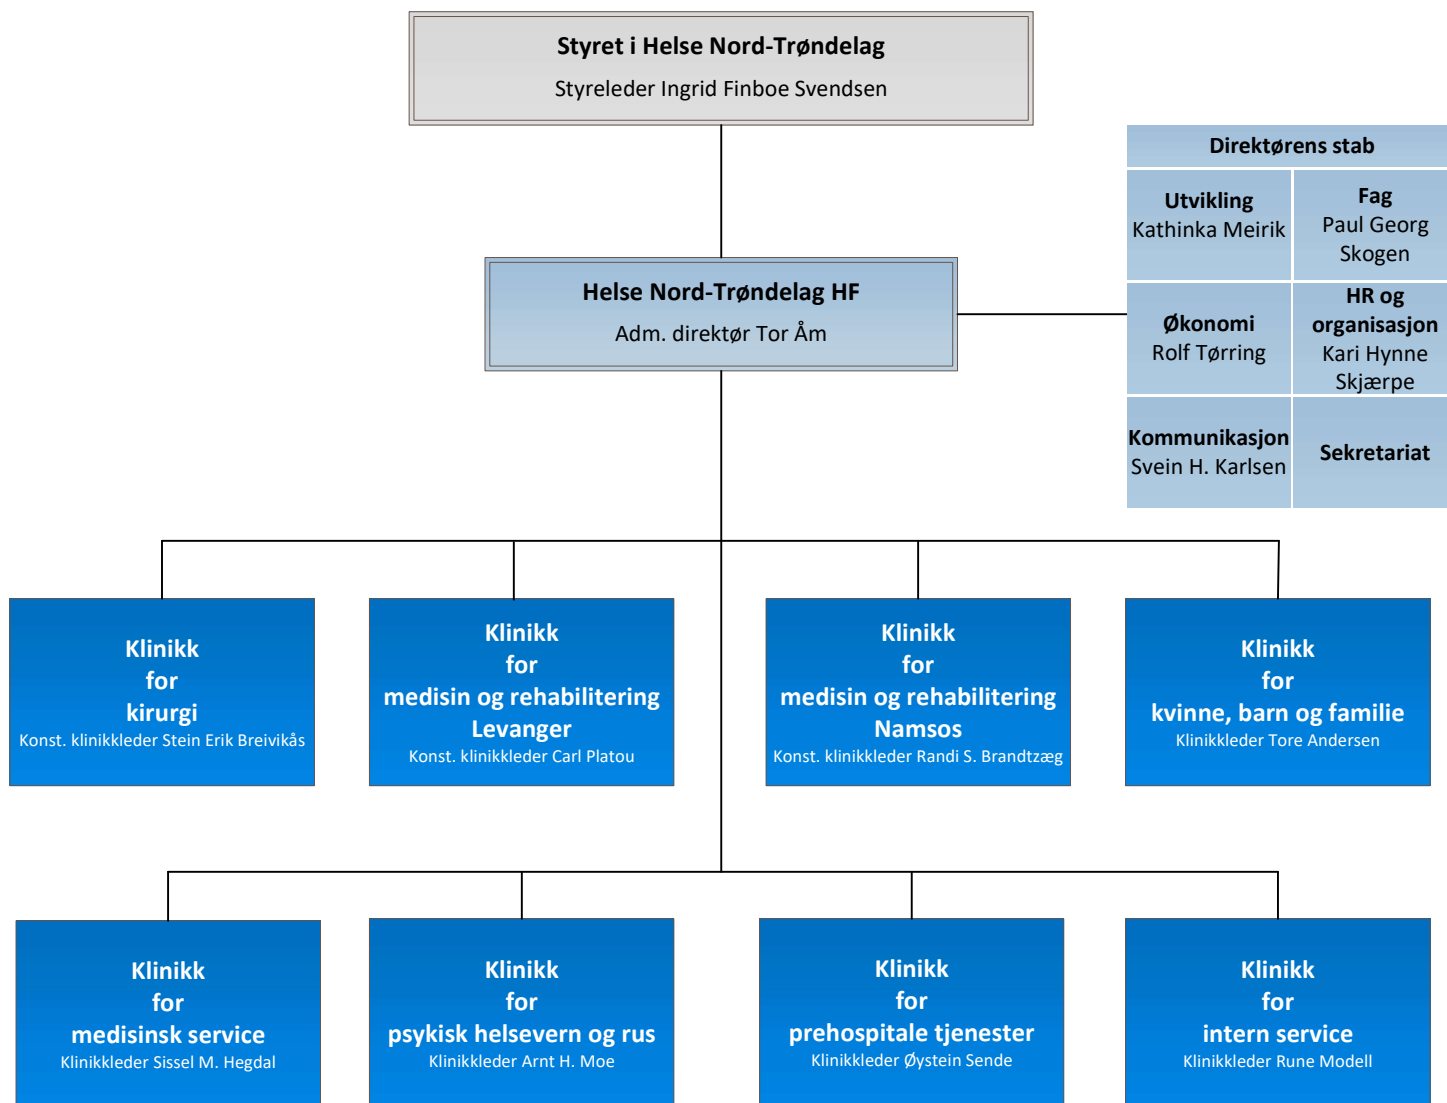 Styret i Helse Nord-Trøndelag
Styreleder Ingrid Finboe Svendsen
Direktørens stab
Utvikling
Kathinka Meirik
Fag
Paul Georg
Skogen
Økonomi
Rolf Tørring
HR og
organisasjon
Kari Hynne
Skjærpe
Kommunikasjon
Svein H. Karlsen
Sekretariat
Helse Nord-Trøndelag HF
Adm. direktør Tor Åm
Klinikk
for
kirurgi
Konst. klinikkleder Stein Erik Breivikås
Klinikk
for
medisin og rehabilitering
Levanger
Konst. klinikkleder Carl Platou
Klinikk
for
medisin og rehabilitering
Namsos
Konst. klinikkleder Randi S. Brandtzæg
Klinikk
for
kvinne, barn og familie
Klinikkleder Tore Andersen
Klinikk
for
medisinsk service
Klinikkleder Sissel M. Hegdal
Klinikk
for
psykisk helsevern og rus
Klinikkleder Arnt H. Moe
Klinikk
for
prehospitale tjenester
Klinikkleder Øystein Sende
Klinikk
for
intern service
Klinikkleder Rune Modell